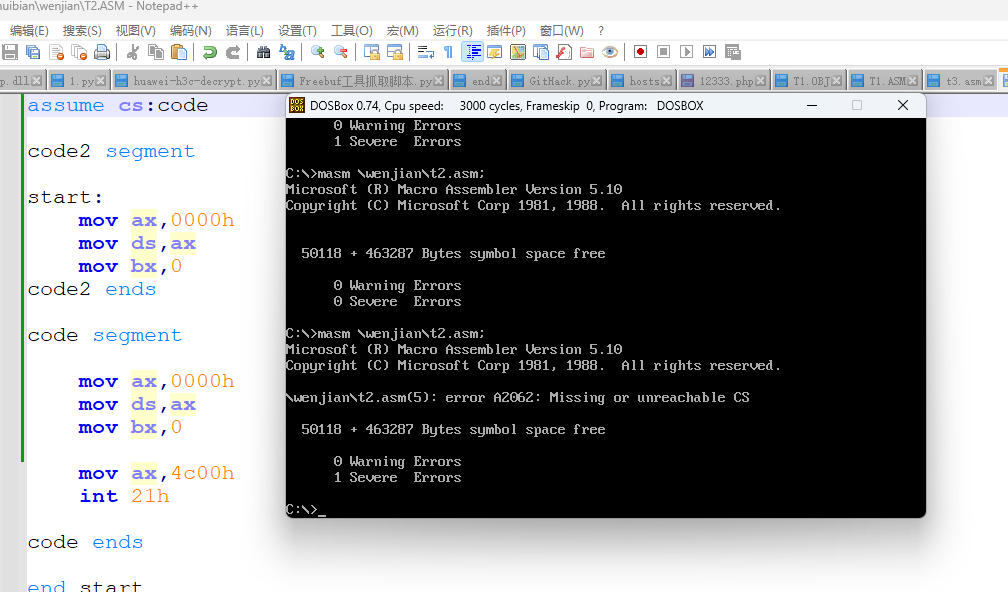 huibian\wenjian\T2.ASM - Notepad++
编辑(E) 搜索(S) 视图(V) 编码(N) 语言(L) 设置(T) 工具(O) 宏(M) 运行(R) 插件(P) 窗口(W) ?
p.dll 1.py huawei-h3c-decrypt.py Freebuf工具抓取脚本.py end GitHack.py hosts 12333.php T1.OBJ T1.ASM t3.asm
assume cs:code
code2 segment
start:
mov ax,0000h
mov ds,ax
mov bx,0
code2 ends
code segment
mov ax,0000h
mov ds,ax
mov bx,0
mov ax,4c00h
int 21h
code ends
end start
DOSBox 0.74, Cpu speed: 3000 cycles, Frameskip 0, Program: DOSBOX
0 Warning Errors
1 Severe Errors
C:\>masm \wenjian\t2.asm;
Microsoft (R) Macro Assembler Version 5.10
Copyright (C) Microsoft Corp 1981, 1988. All rights reserved.
50118 + 463287 Bytes symbol space free
0 Warning Errors
0 Severe Errors
C:\>masm \wenjian\t2.asm;
Microsoft (R) Macro Assembler Version 5.10
Copyright (C) Microsoft Corp 1981, 1988. All rights reserved.
\wenjian\t2.asm(5): error A2062: Missing or unreachable CS
50118 + 463287 Bytes symbol space free
0 Warning Errors
1 Severe Errors
C:\>_